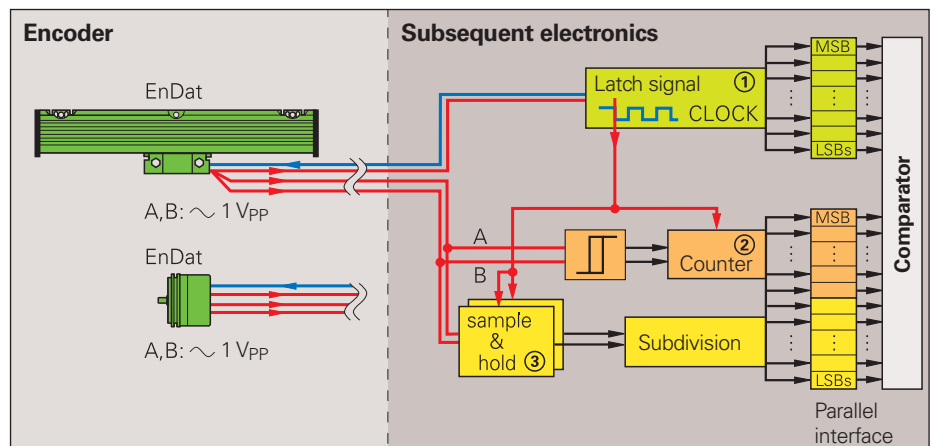 Encoder
Subsequent electronics
EnDat
A,B: ∼ 1 VPP
EnDat
A,B: ∼ 1 VPP
Latch signal ①
CLOCK
MSB
LSBs
A
B
②
Counter
sample
&
hold ③
Subdivision
MSB
LSBs
Comparator
Parallel
interface